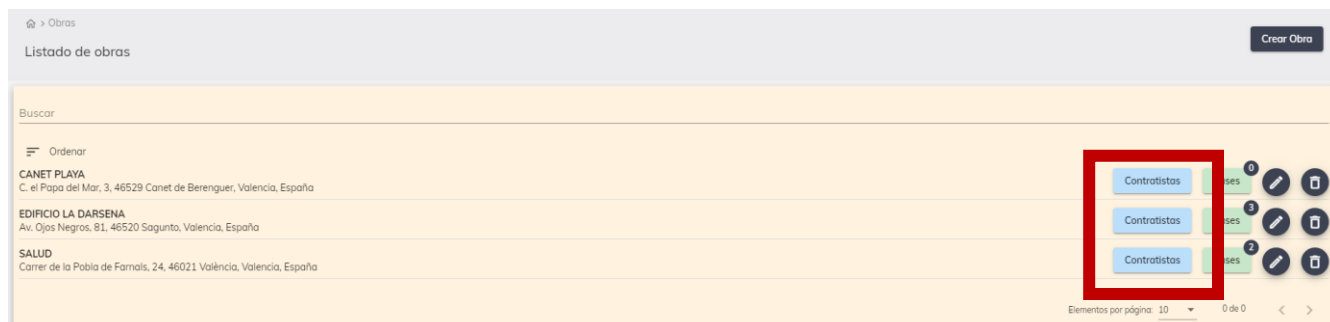 > Obras
Listado de obras
Crear Obra
Buscar
Ordenar
CANET PLAYA
C. el Papa del Mar, 3, 46529 Canet de Berenguer, Valencia, España
Contratistas
0
EDIFICIO LA DARSENA
Av. Ojos Negros, 81, 46520 Sagunto, Valencia, España
Contratistas
3
SALUD
Carrer de la Pobla de Farnals, 24, 46021 València, Valencia, España
Contratistas
2
Elementos por página: 10 0 de 0 < >